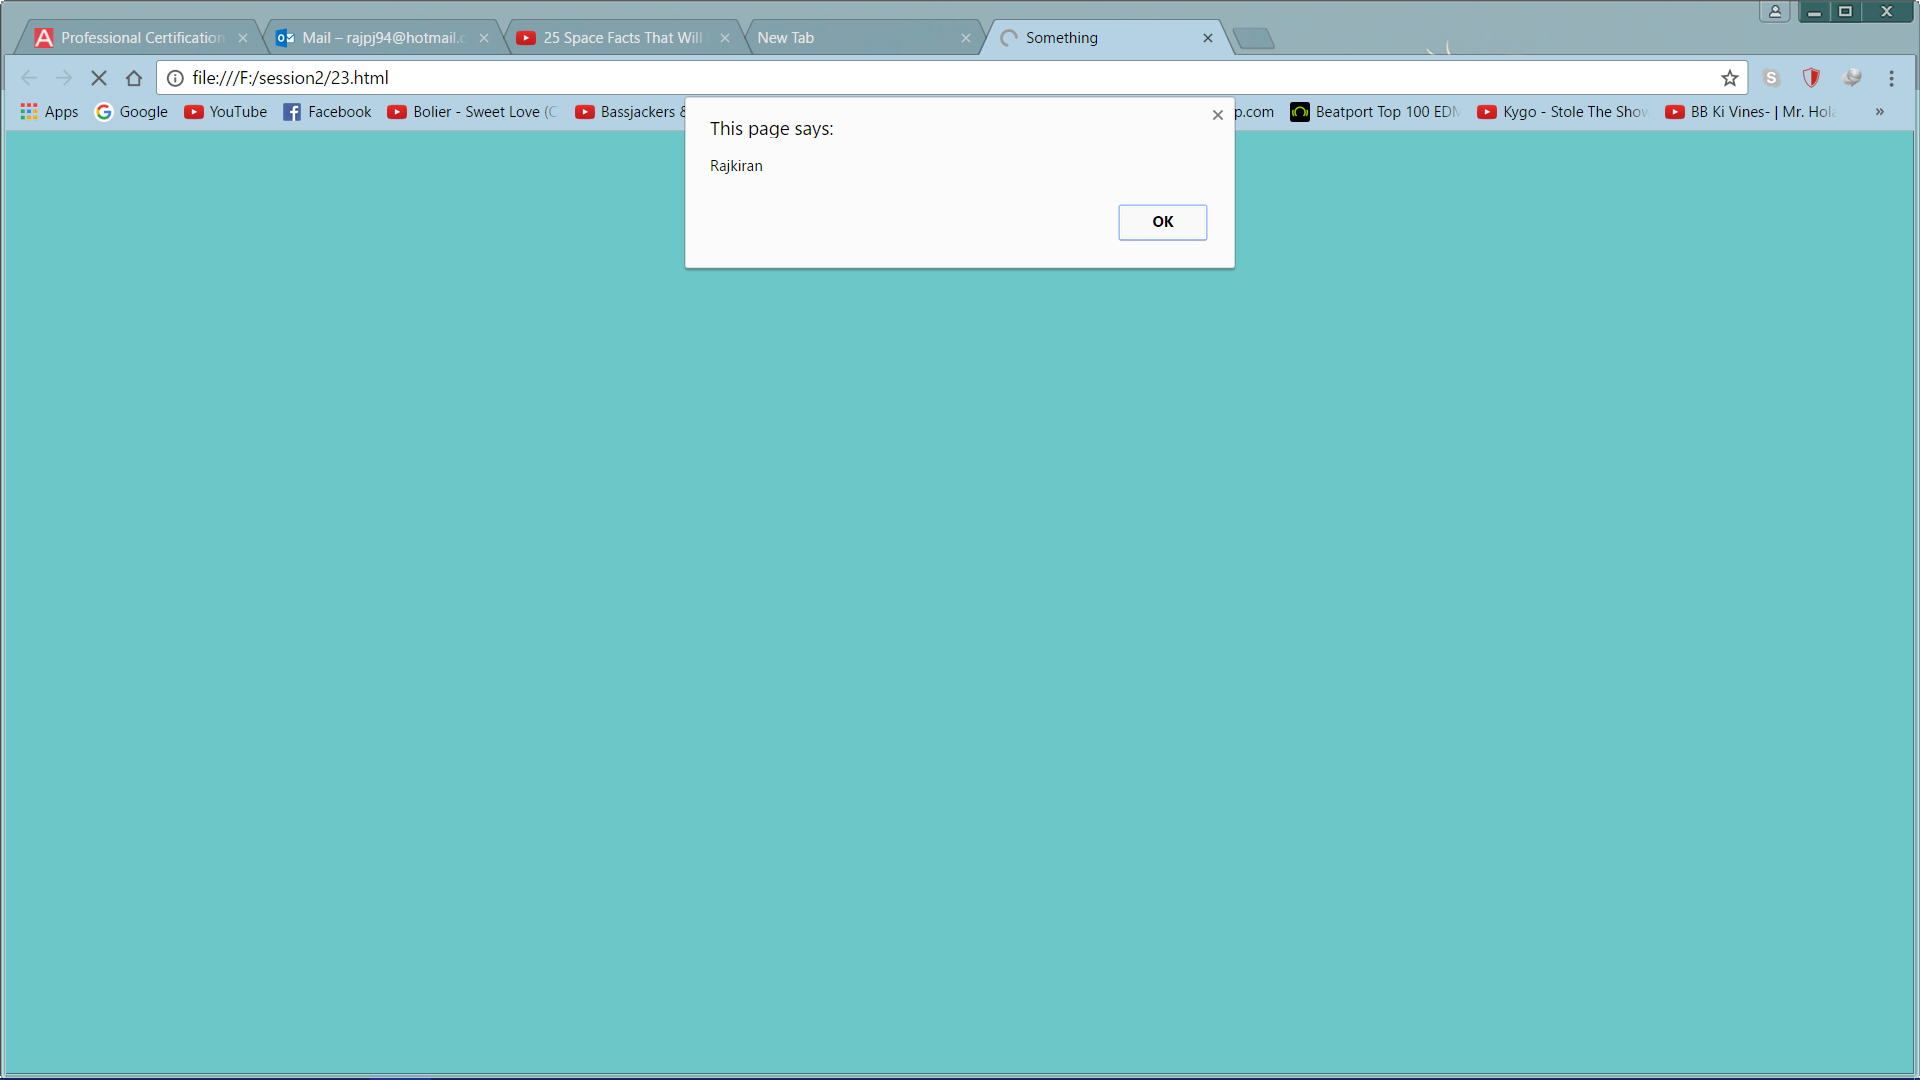 Professional Certification
Mail – rajpj94@hotmail.c
25 Space Facts That Will
New Tab
Something
file:///F:/session2/23.html
Apps
Google
YouTube
Facebook
Bolier - Sweet Love (C
Bassjackers &
p.com
Beatport Top 100 EDM
Kygo - Stole The Show
BB Ki Vines- | Mr. Hola
»
This page says:
Rajkiran
OK